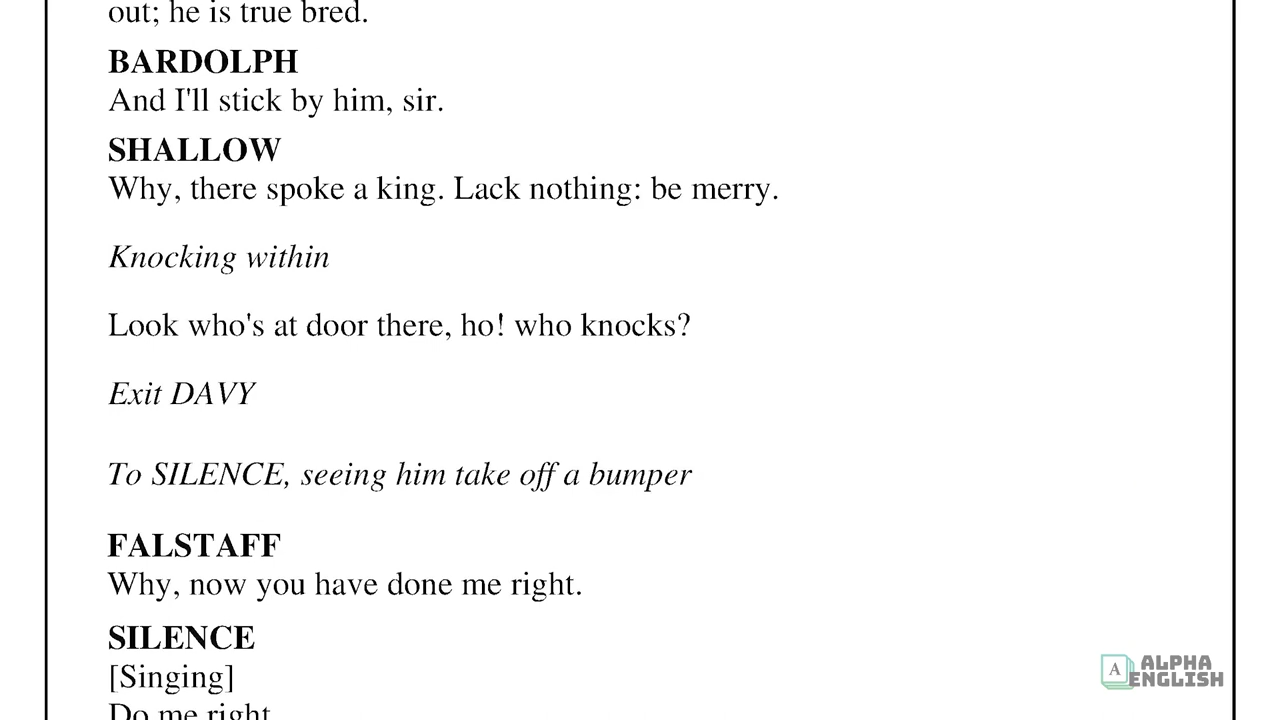 out; he is true bred.
BARDOLPH
And I'll stick by him, sir.
SHALLOW
Why, there spoke a king. Lack nothing: be merry.
Knocking within
Look who's at door there, ho! who knocks?
Exit DAVY
To SILENCE, seeing him take off a bumper
FALSTAFF
Why, now you have done me right.
SILENCE
[Singing]
Do me right,
A ALPHA
ENGLISH